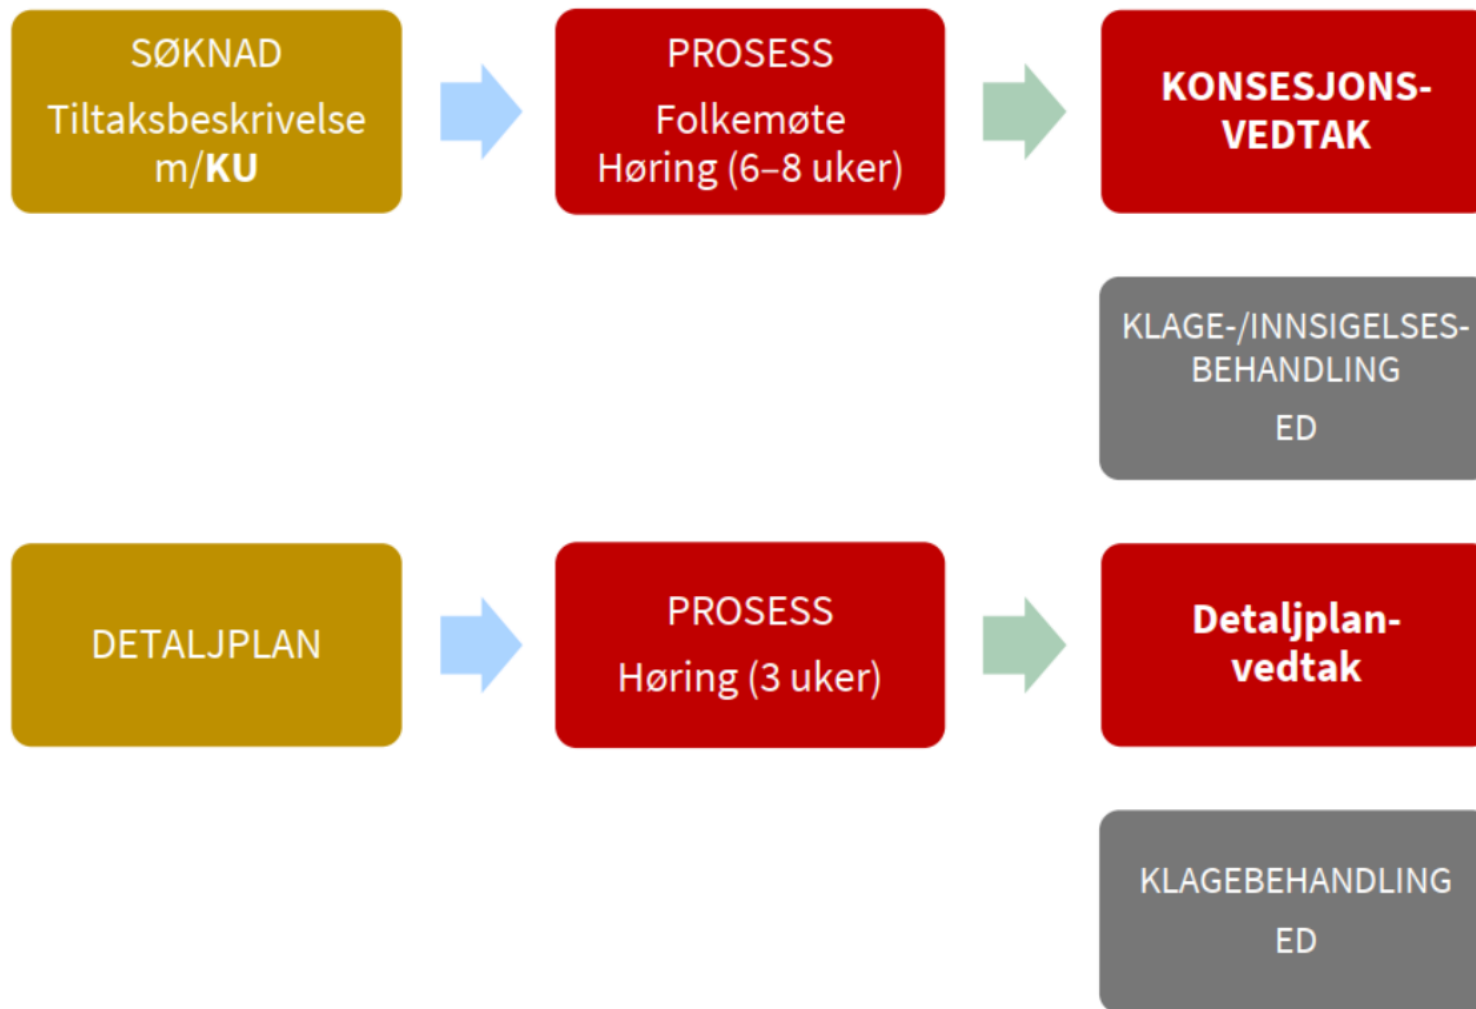 SØKNAD
Tiltaksbeskrivelse
m/KU
PROSESS
Folkemøte
Høring (6–8 uker)
KONSESJONS-
VEDTAK
KLAGE-/INNSIGELSES-
BEHANDLING
ED
DETALJPLAN
PROSESS
Høring (3 uker)
Detaljplan-
vedtak
KLAGEBEHANDLING
ED